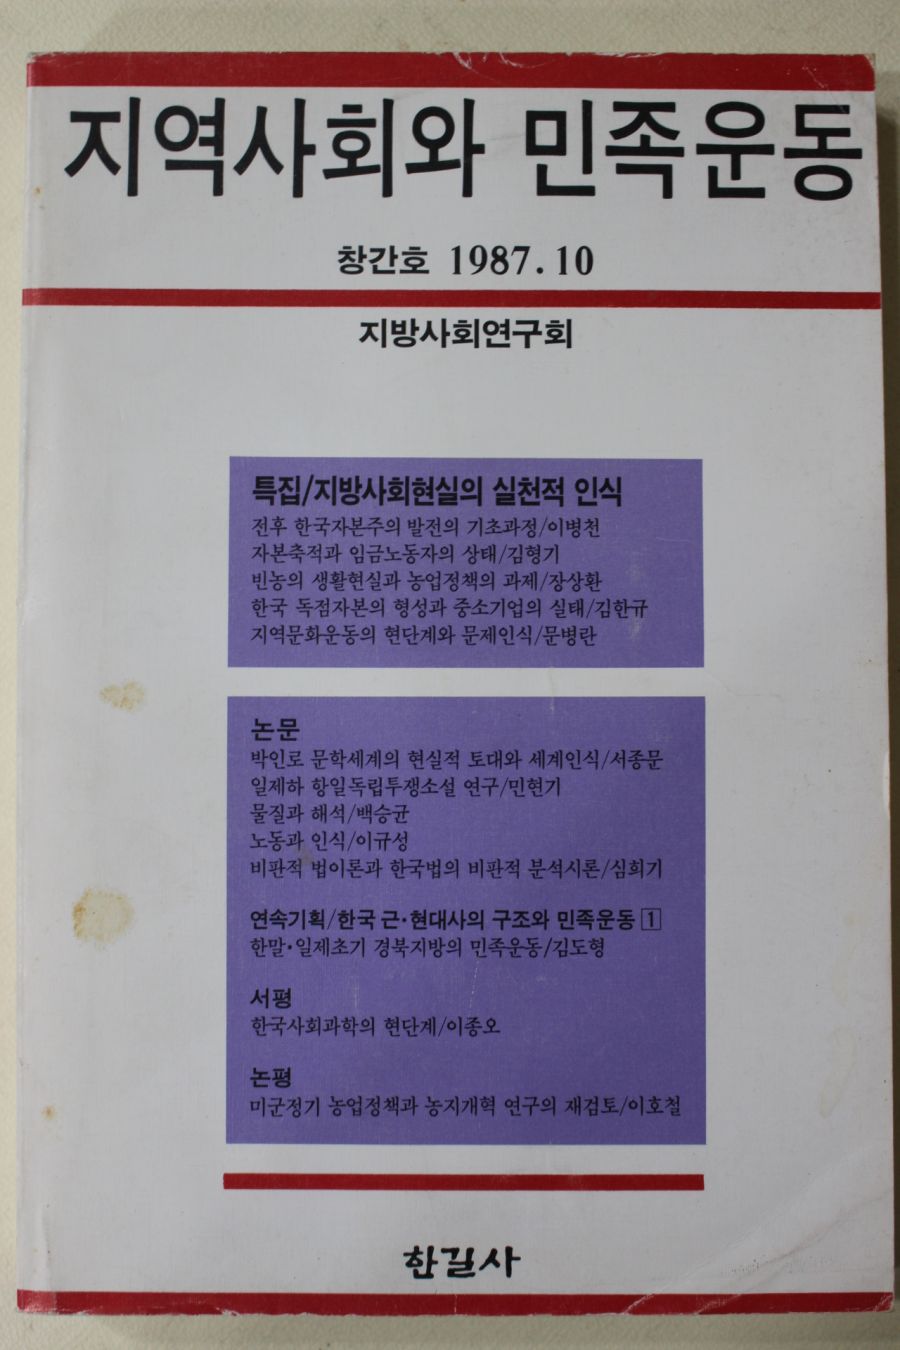 지역사회와 민족운동
창간호 1987.10
지방사회연구회
특집/지방사회현실의 실천적 인식
전후 한국자본주의 발전의 기초과정/이병천
자본축적과 임금노동자의 상태/김형기
빈농의 생활현실과 농업정책의 과제/장상환
한국 독점자본의 형성과 중소기업의 실태/김한규
지역문화운동의 현단계와 문제인식/문병란
논문
박인로 문학세계의 현실적 토대와 세계인식/서종문
일제하 항일독립투쟁소설 연구/민현기
물질과 해석/백승균
노동과 인식/이규성
비판적 법이론과 한국법의 비판적 분석시론/심희기
연속기획/한국 근·현대사의 구조와 민족운동 1
한말·일제초기 경북지방의 민족운동/김도형
서평
한국사회과학의 현단계/이종오
논평
미군정기 농업정책과 농지개혁 연구의 재검토/이호철
한길사